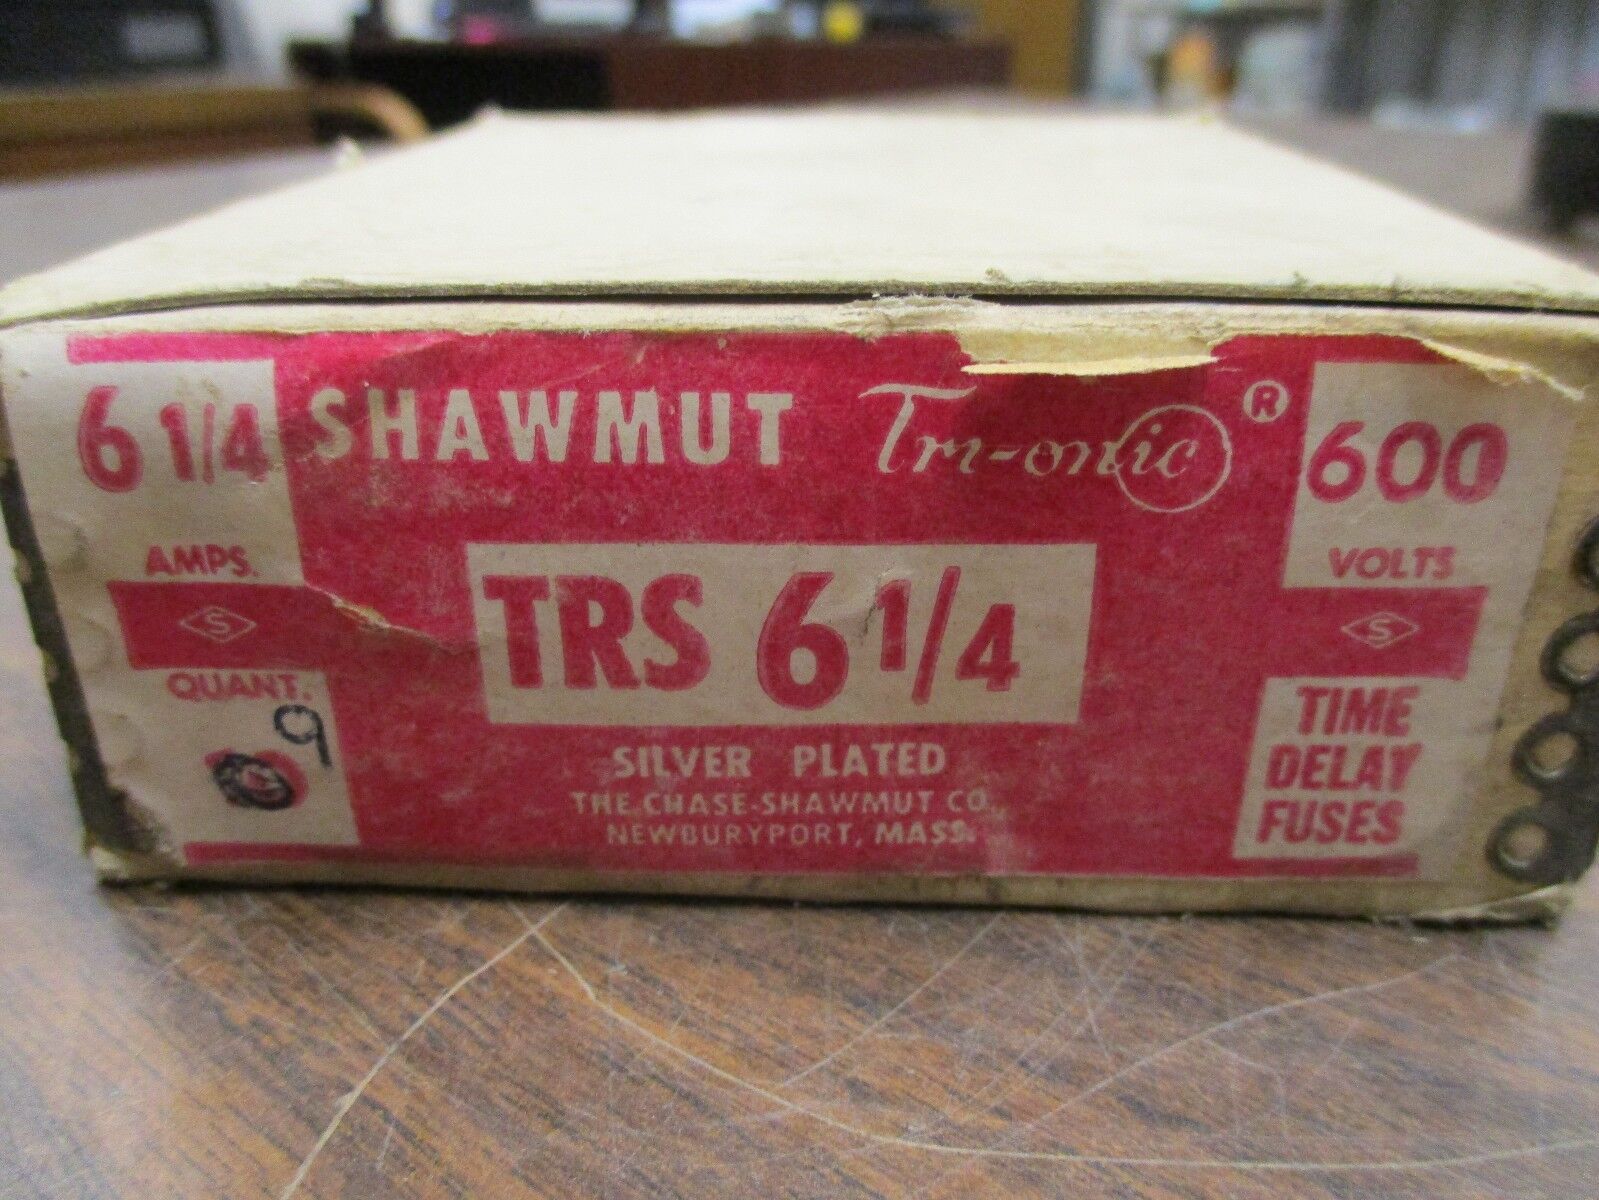 6 1/4
AMPS.
S
QUANT.
9
SHAWMUT Tri-onic ®
TRS 6 1/4
SILVER PLATED
THE CHASE-SHAWMUT CO.
NEWBURYPORT, MASS.
600
VOLTS
S
TIME
DELAY
FUSES